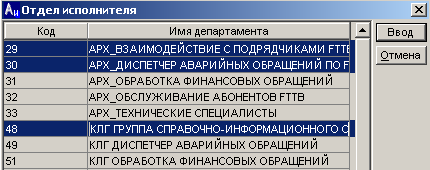 Аи Отдел исполнителя
Код Имя департамента Ввод
29 АРХ_ВЗАИМОДЕЙСТВИЕ С ПОДРЯДЧИКАМИ FTTB
30 АРХ_ДИСПЕТЧЕР АВАРИЙНЫХ ОБРАЩЕНИЙ ПО F Отмена
31 АРХ_ОБРАБОТКА ФИНАНСОВЫХ ОБРАЩЕНИЙ
32 АРХ_ОБСЛУЖИВАНИЕ АБОНЕНТОВ FTTB
33 АРХ_ТЕХНИЧЕСКИЕ СПЕЦИАЛИСТЫ
48 КЛГ ГРУППА СПРАВОЧНО-ИНФОРМАЦИОННОГО О
49 КЛГ ДИСПЕТЧЕР АВАРИЙНЫХ ОБРАЩЕНИЙ
51 КЛГ ОБРАБОТКА ФИНАНСОВЫХ ОБРАЩЕНИЙ